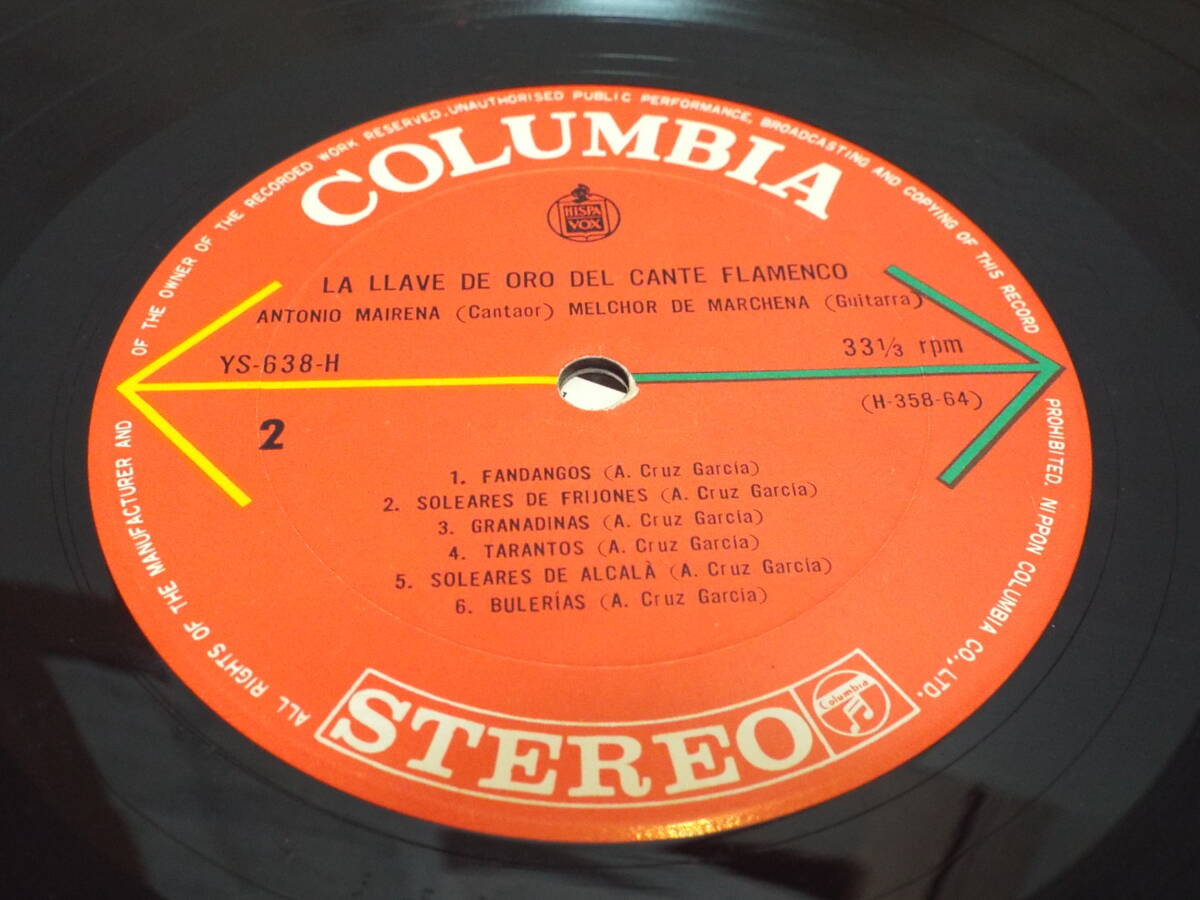 ALL RIGHTS OF THE MANUFACTURER AND OF THE OWNER OF THE RECORDED WORK RESERVED. UNAUTHORISED PUBLIC PERFORMANCE, BROADCASTING AND COPYING OF THIS RECORD PROHIBITED. NIPPON COLUMBIA CO., LTD.
COLUMBIA
HISPA
VOX
LA LLAVE DE ORO DEL CANTE FLAMENCO
ANTONIO MAIRENA (Cantaor) MELCHOR DE MARCHENA (Guitarra)
YS-638-H 33 1/3 rpm
2 (H-358-64)
1. FANDANGOS (A. Cruz García)
2. SOLEARES DE FRIJONES (A. Cruz García)
3. GRANADINAS (A. Cruz García)
4. TARANTOS (A. Cruz García)
5. SOLEARES DE ALCALÀ (A. Cruz García)
6. BULERÍAS (A. Cruz García)
STEREO
Columbia